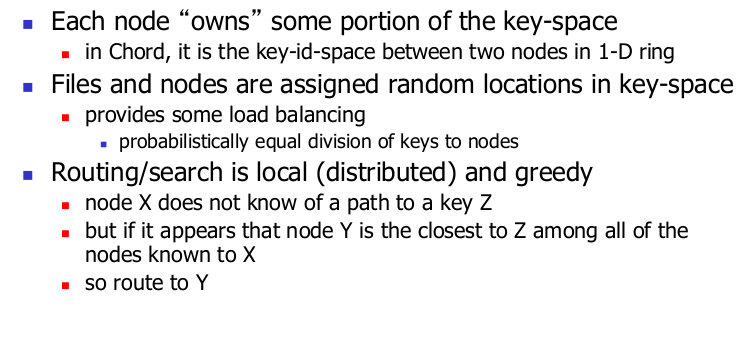 Each node “owns” some portion of the key-space
in Chord, it is the key-id-space between two nodes in 1-D ring
Files and nodes are assigned random locations in key-space
provides some load balancing
probabilistically equal division of keys to nodes
Routing/search is local (distributed) and greedy
node X does not know of a path to a key Z
but if it appears that node Y is the closest to Z among all of the
nodes known to X
so route to Y